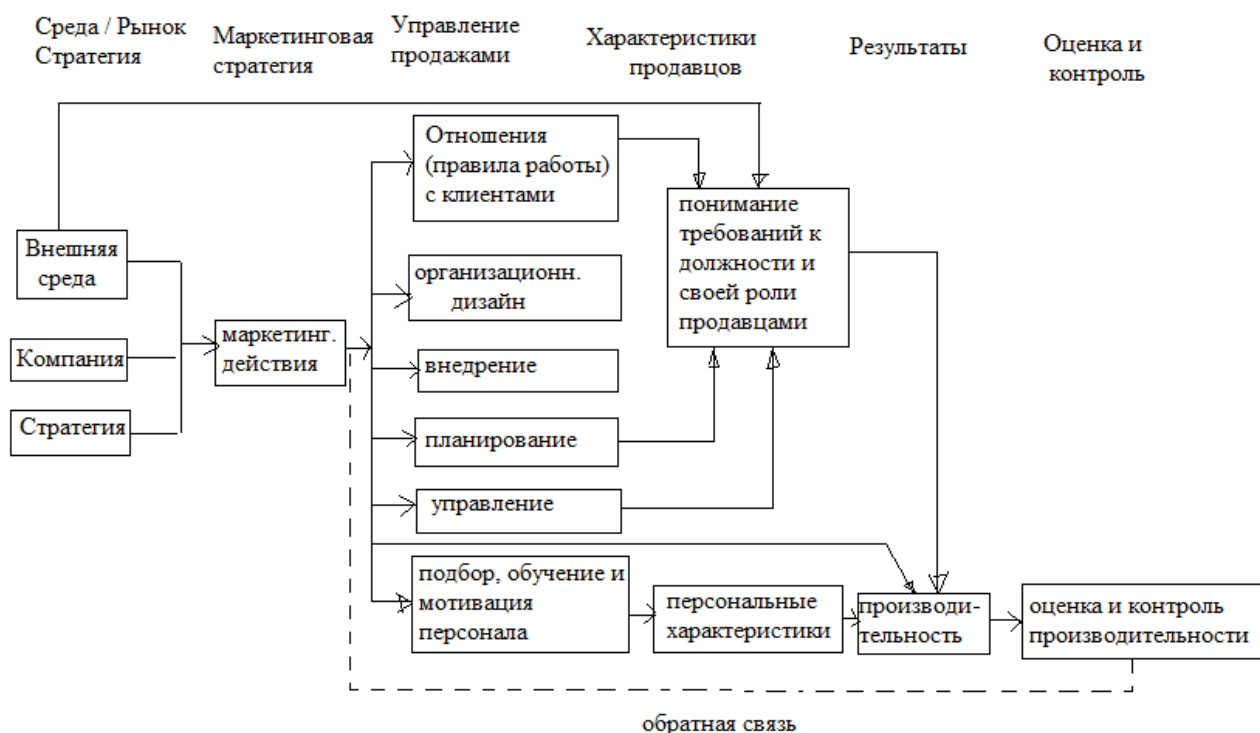 Среда / Рынок
Стратегия
Маркетинговая
стратегия
Управление
продажами
Характеристики
продавцов
Результаты
Оценка и
контроль
Отношения
(правила работы)
с клиентами
понимание
требований к
должности и
своей роли
продавцами
Внешняя
среда
организационн.
дизайн
маркетинг.
действия
Компания
внедрение
Стратегия
планирование
управление
подбор, обучение и
мотивация
персонала
персональные
характеристики
производи-
тельность
оценка и контроль
производительности
обратная связь